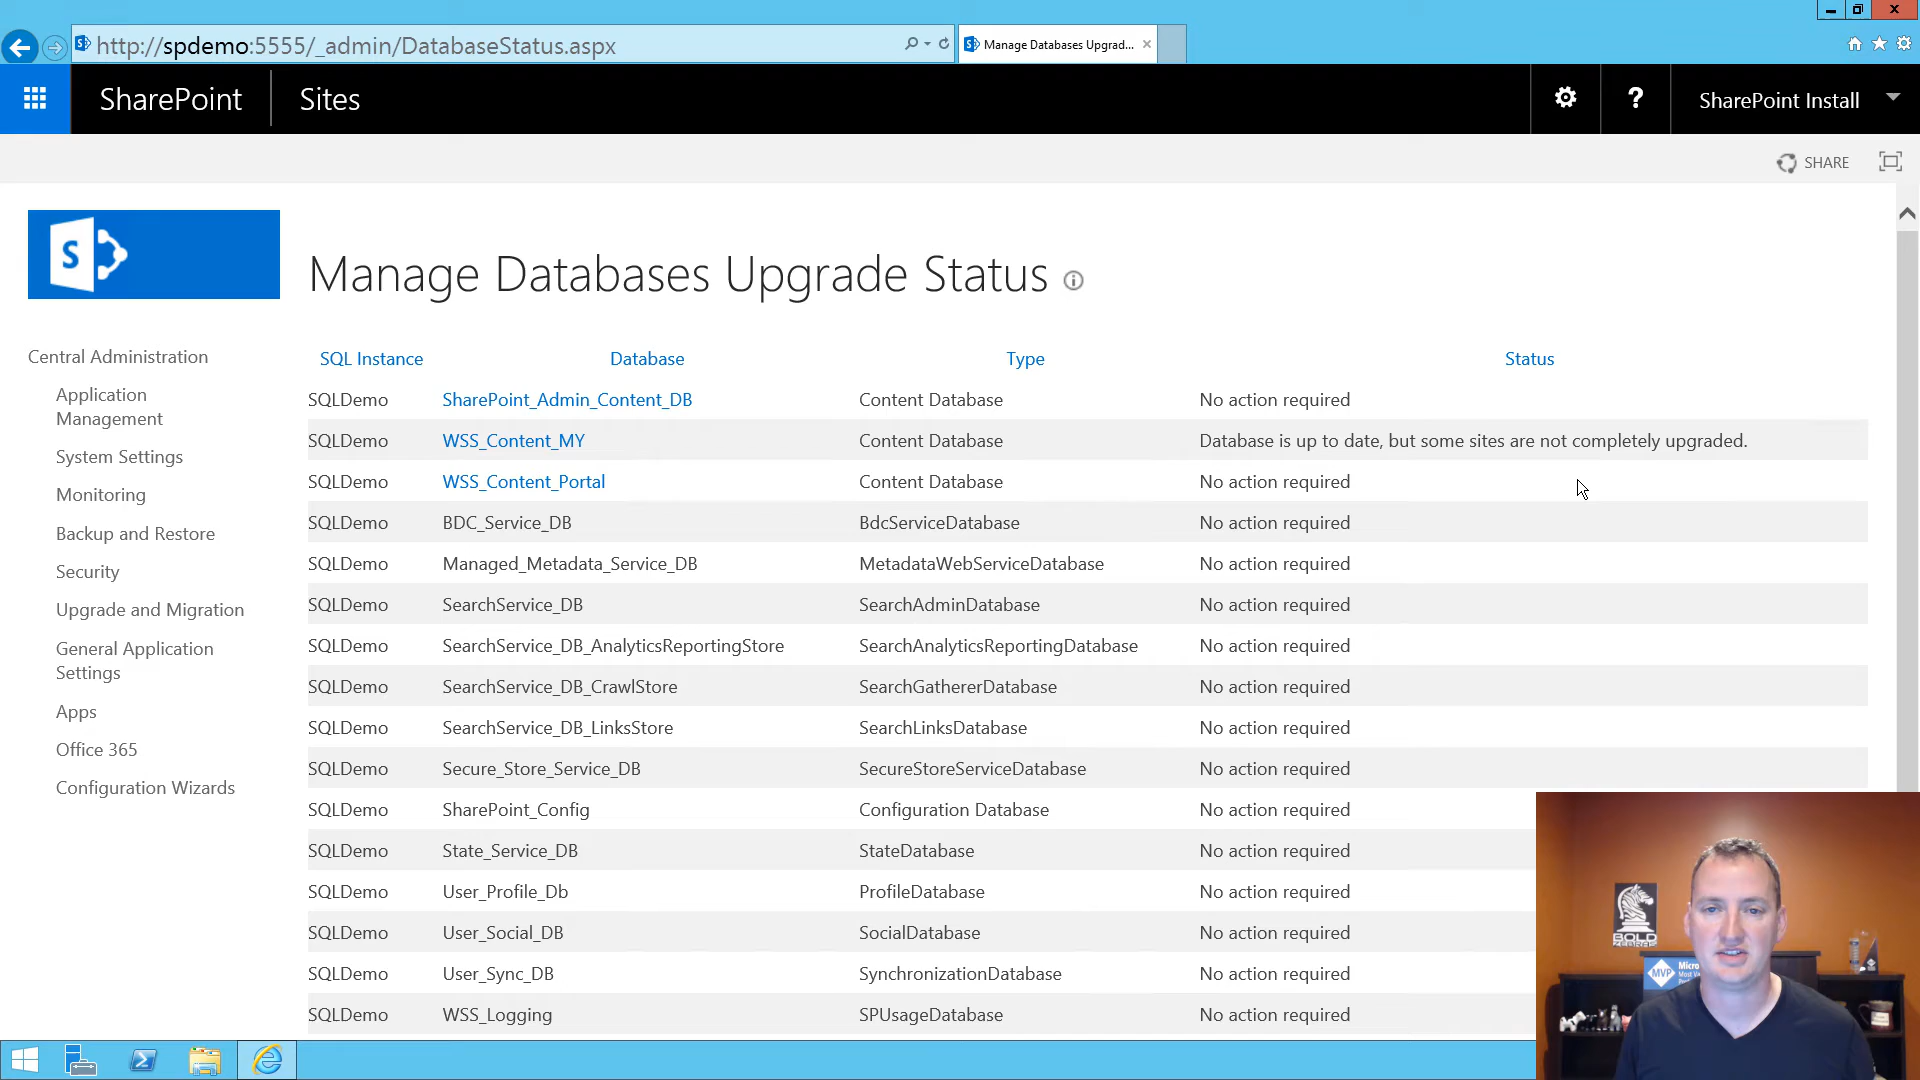 http://spdemo:5555/_admin/DatabaseStatus.aspx
Manage Databases Upgrad...
SharePoint
Sites
?
SharePoint Install
SHARE
S
Manage Databases Upgrade Status
Central Administration
Application
Management
System Settings
Monitoring
Backup and Restore
Security
Upgrade and Migration
General Application
Settings
Apps
Office 365
Configuration Wizards
SQL Instance Database Type Status
SQLDemo SharePoint_Admin_Content_DB Content Database No action required
SQLDemo WSS_Content_MY Content Database Database is up to date, but some sites are not completely upgraded.
SQLDemo WSS_Content_Portal Content Database No action required
SQLDemo BDC_Service_DB BdcServiceDatabase No action required
SQLDemo Managed_Metadata_Service_DB MetadataWebServiceDatabase No action required
SQLDemo SearchService_DB SearchAdminDatabase No action required
SQLDemo SearchService_DB_AnalyticsReportingStore SearchAnalyticsReportingDatabase No action required
SQLDemo SearchService_DB_CrawlStore SearchGathererDatabase No action required
SQLDemo SearchService_DB_LinksStore SearchLinksDatabase No action required
SQLDemo Secure_Store_Service_DB SecureStoreServiceDatabase No action required
SQLDemo SharePoint_Config Configuration Database No action required
SQLDemo State_Service_DB StateDatabase No action required
SQLDemo User_Profile_Db ProfileDatabase No action required
SQLDemo User_Social_DB SocialDatabase No action required
SQLDemo User_Sync_DB SynchronizationDatabase No action required
SQLDemo WSS_Logging SPUsageDatabase No action required
BOLD
ZEBRAS
MVP
Micro
Most Va